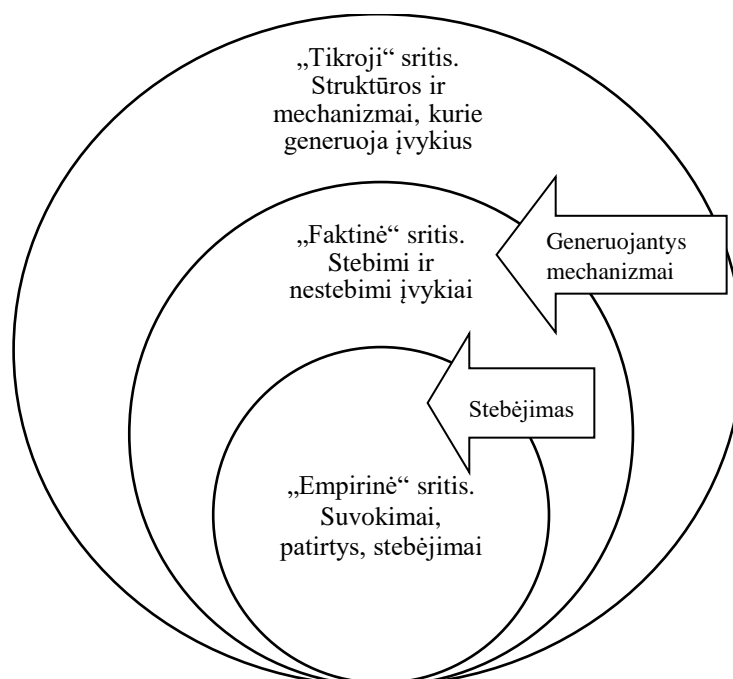 „Tikroji“ sritis.
Struktūros ir
mechanizmai, kurie
generuoja įvykius
„Faktinė“ sritis.
Stebimi ir
nestebimi įvykiai
Generuojantys
mechanizmai
Stebėjimas
„Empirinė“ sritis.
Suvokimai,
patirtys, stebėjimai